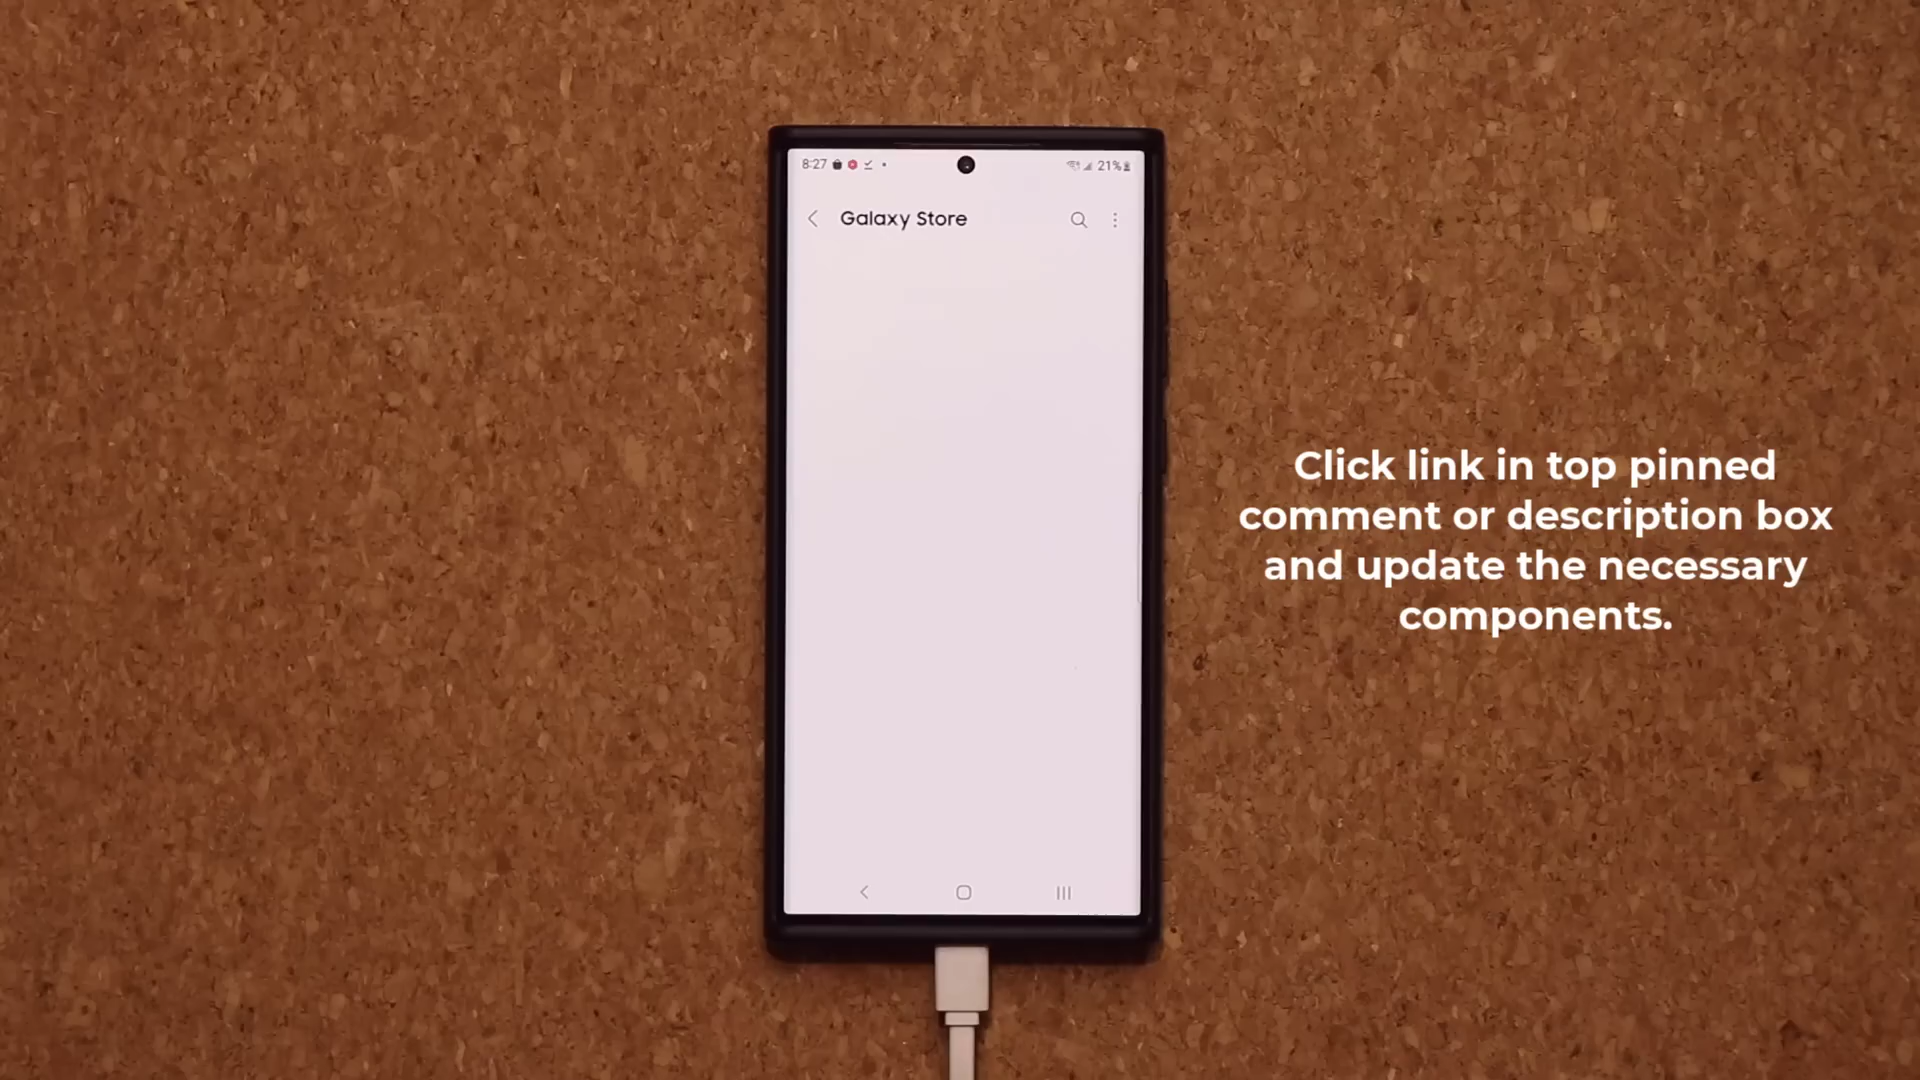 8:27
21%
Galaxy Store
Click link in top pinned
comment or description box
and update the necessary
components.